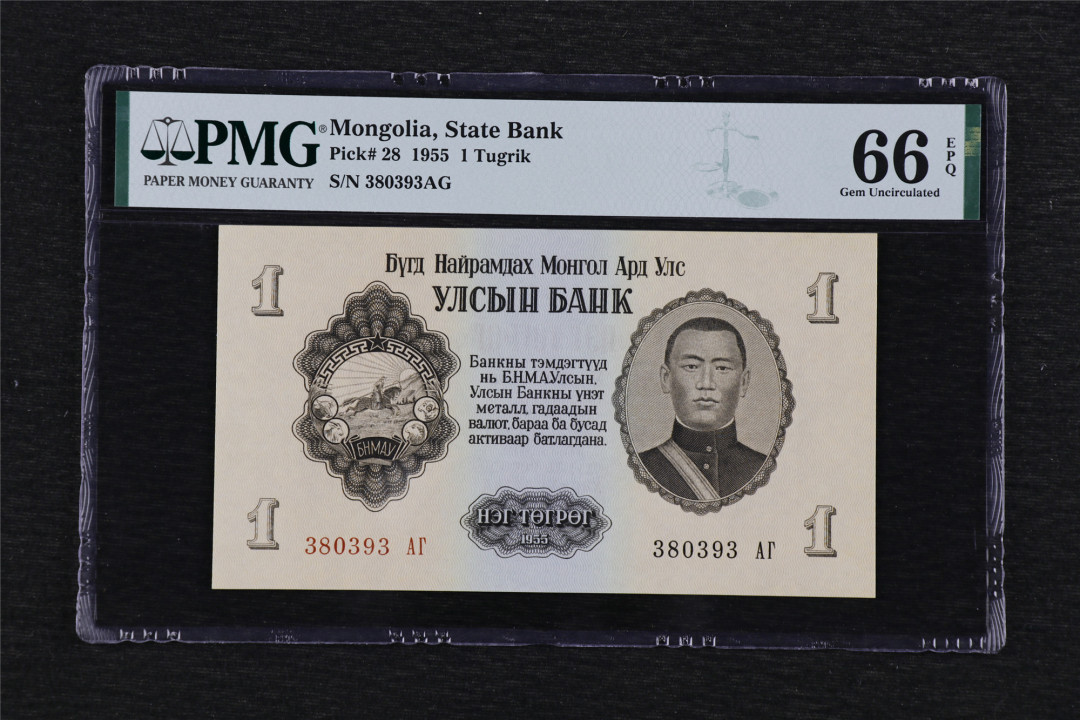 PMG® Mongolia, State Bank
Pick# 28 1955 1 Tugrik
PAPER MONEY GUARANTY S/N 380393AG
66 EPQ
Gem Uncirculated
Бүгд Найрамдах Монгол Ард Улс
УЛСЫН БАНК
1
1
Банкны тэмдэгтүүд
нь Б.Н.М.А.Улсын,
Улсын Банкны үнэт
металл, гадаадын
валют, бараа ба бусад
активаар батлагдана.
БНМАУ
НЭГ ТӨГРӨГ
1955
1
1
380393 АГ
380393 АГ